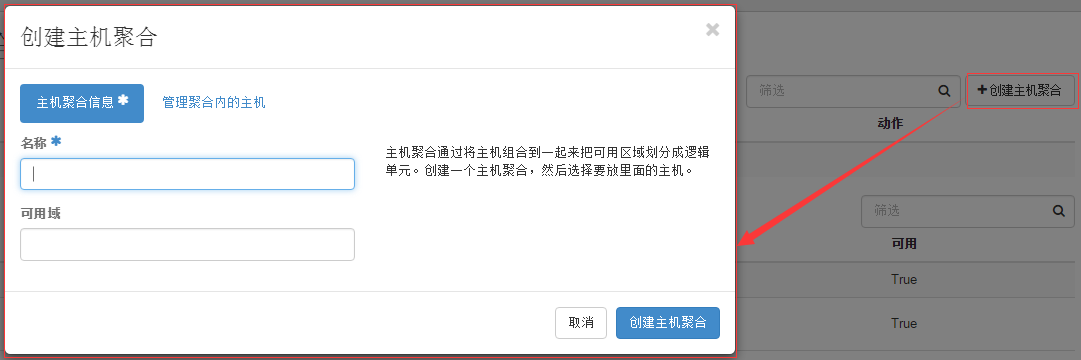 创建主机聚合
×
主机聚合信息 *
管理聚合内的主机
名称 *
主机聚合通过将主机组合到一起来把可用区域划分成逻辑
单元。创建一个主机聚合，然后选择要放里面的主机。
可用域
取消
创建主机聚合
筛选
+创建主机聚合
动作
筛选
可用
True
True